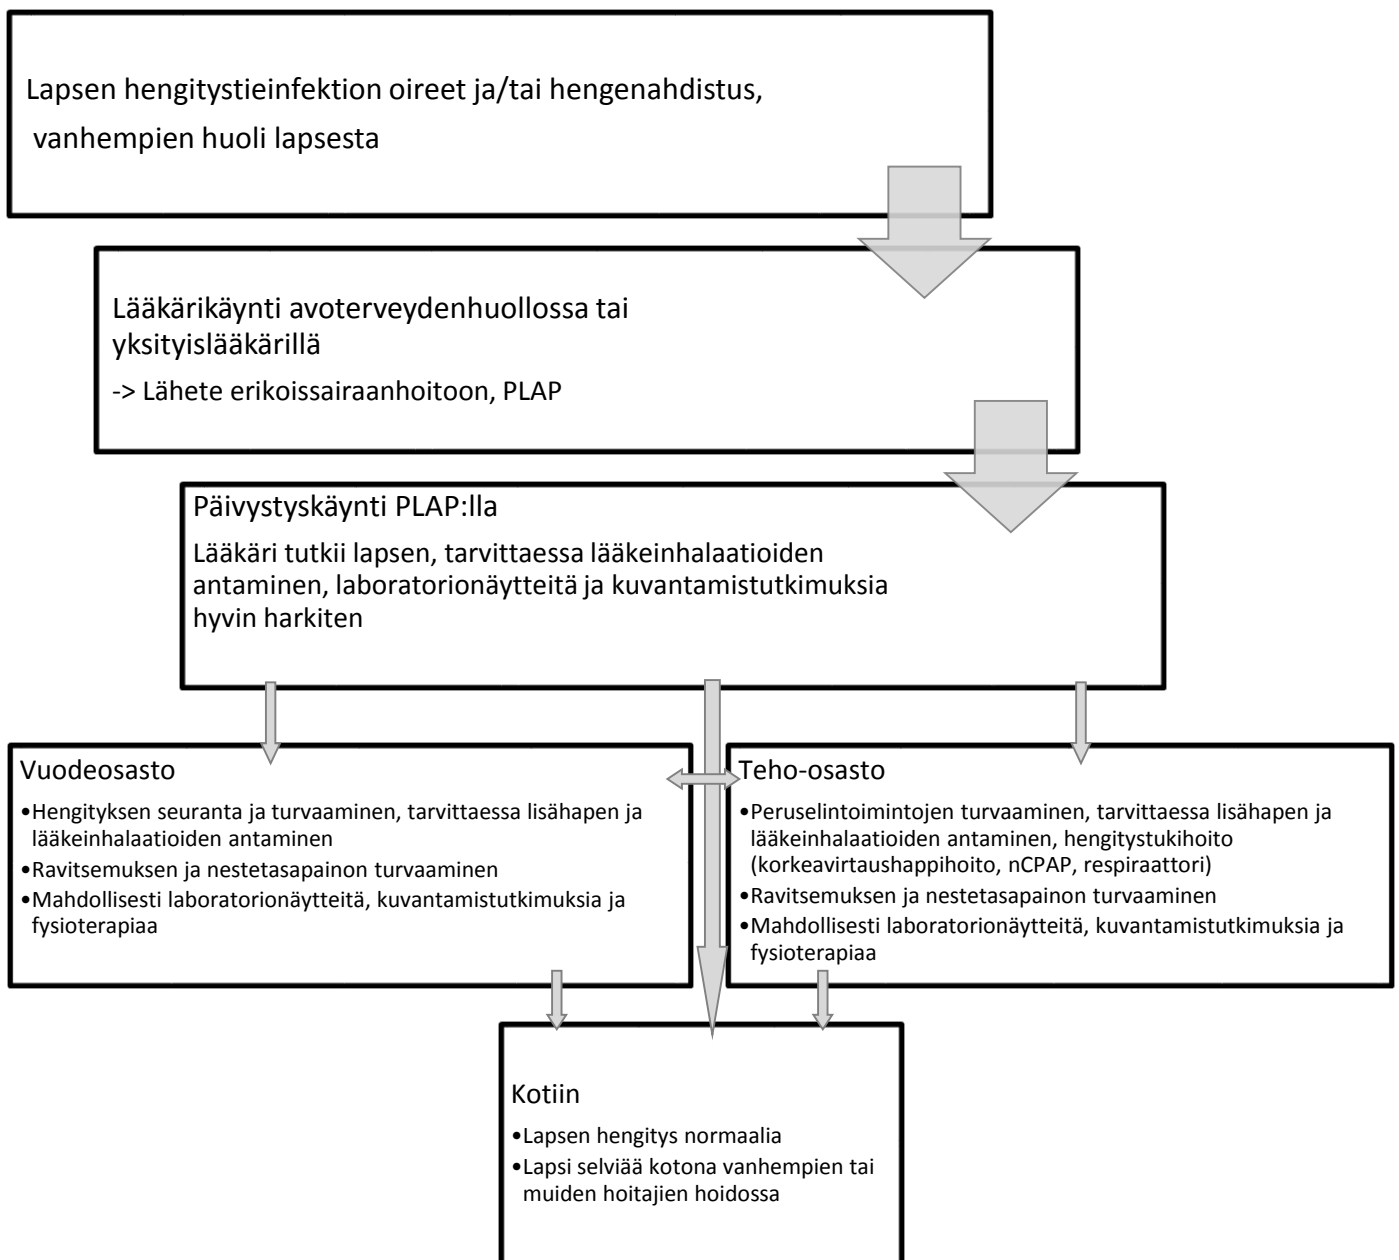 Lapsen hengitystieinfektion oireet ja/tai hengenahdistus,
vanhempien huoli lapsesta
Lääkärikäynti avoterveydenhuollossa tai
yksityislääkärillä
-> Lähete erikoissairaanhoitoon, PLAP
Päivystyskäynti PLAP:lla
Lääkäri tutkii lapsen, tarvittaessa lääkeinhalaatioiden
antaminen, laboratorionäytteitä ja kuvantamistutkimuksia
hyvin harkiten
Vuodeosasto
•Hengityksen seuranta ja turvaaminen, tarvittaessa lisähapen ja
lääkeinhalaatioiden antaminen
•Ravitsemuksen ja nestetasapainon turvaaminen
•Mahdollisesti laboratorionäytteitä, kuvantamistutkimuksia ja
fysioterapiaa
Teho-osasto
•Peruselintoimintojen turvaaminen, tarvittaessa lisähapen ja
lääkeinhalaatioiden antaminen, hengitystukihoito
(korkeavirtaushappihoito, nCPAP, respiraattori)
•Ravitsemuksen ja nestetasapainon turvaaminen
•Mahdollisesti laboratorionäytteitä, kuvantamistutkimuksia ja
fysioterapiaa
Kotiin
•Lapsen hengitys normaalia
•Lapsi selviää kotona vanhempien tai
muiden hoitajien hoidossa